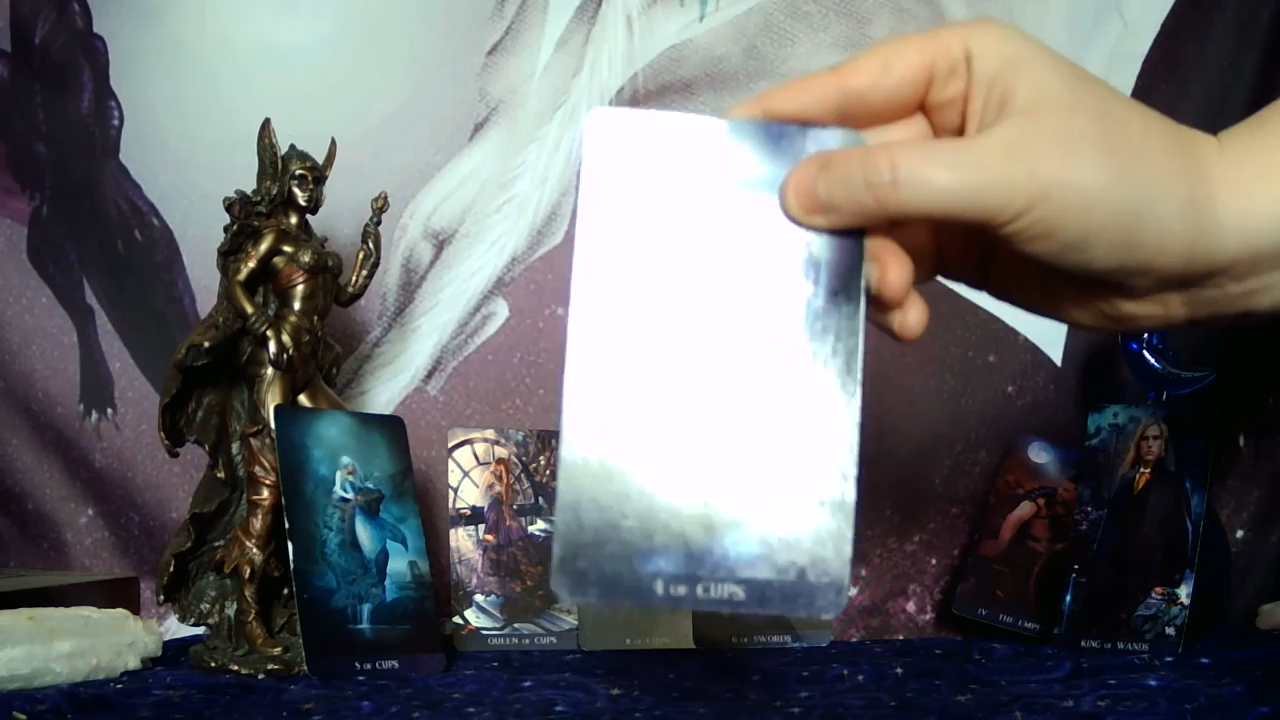 4 OF CUPS
5 OF CUPS
QUEEN OF CUPS
8 OF CUPS
6 OF SWORDS
IV THE EMP
KING OF WANDS